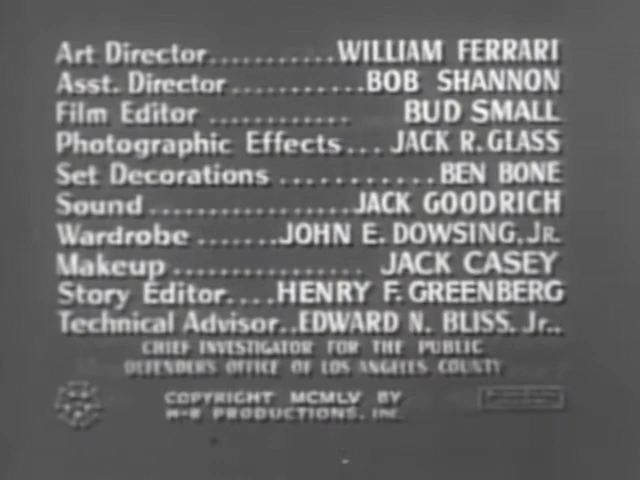 Art Director...........WILLIAM FERRARI
Asst. Director...........BOB SHANNON
Film Editor ............ BUD SMALL
Photographic Effects... JACK R. GLASS
Set Decorations ............ BEN BONE
Sound..................JACK GOODRICH
Wardrobe .......JOHN E. DOWSING, JR.
Makeup................. JACK CASEY
Story Editor....HENRY F. GREENBERG
Technical Advisor..EDWARD N. BLISS, Jr..
CHIEF INVESTIGATOR FOR THE PUBLIC
DEFENDER'S OFFICE OF LOS ANGELES COUNTY
COPYRIGHT MCMLV BY
M-R PRODUCTIONS, INC.